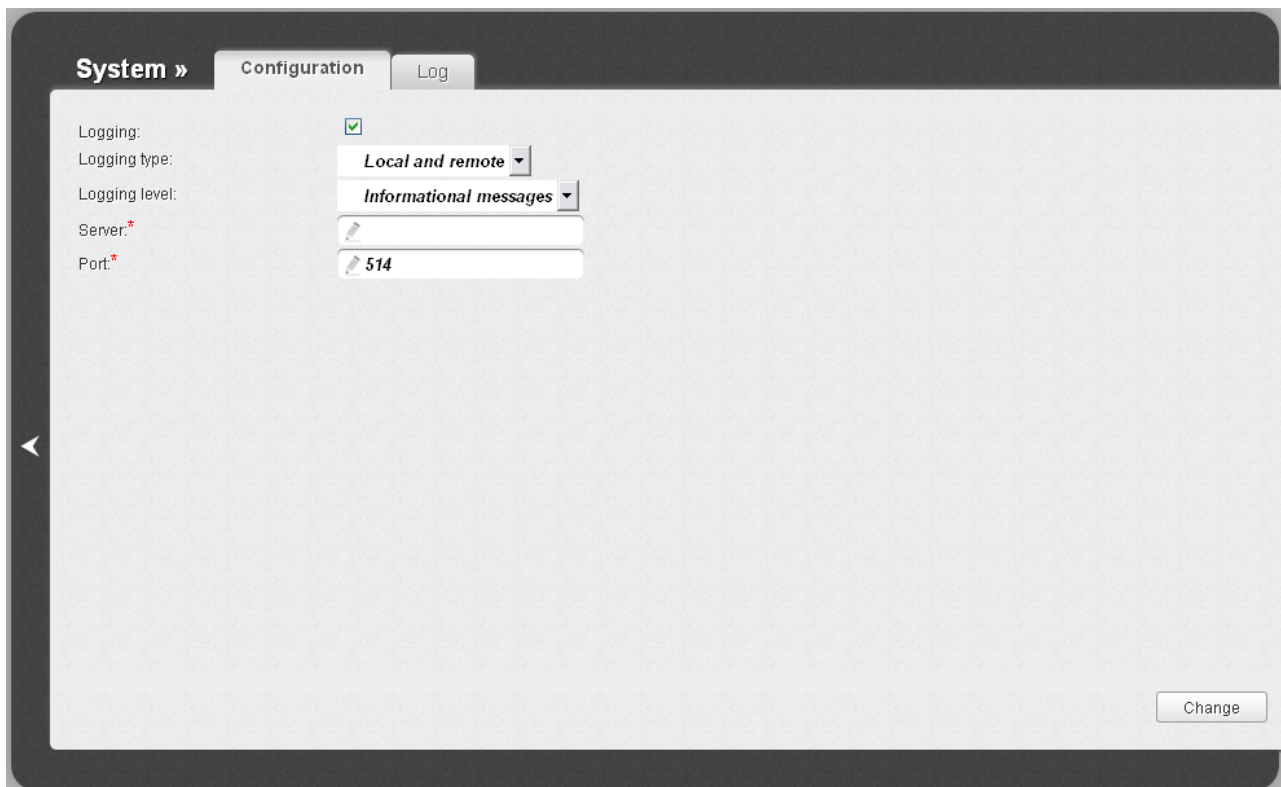 System »
Configuration
Log
Logging:
Logging type:
Local and remote
Logging level:
Informational messages
Server:*
Port:*
514
Change